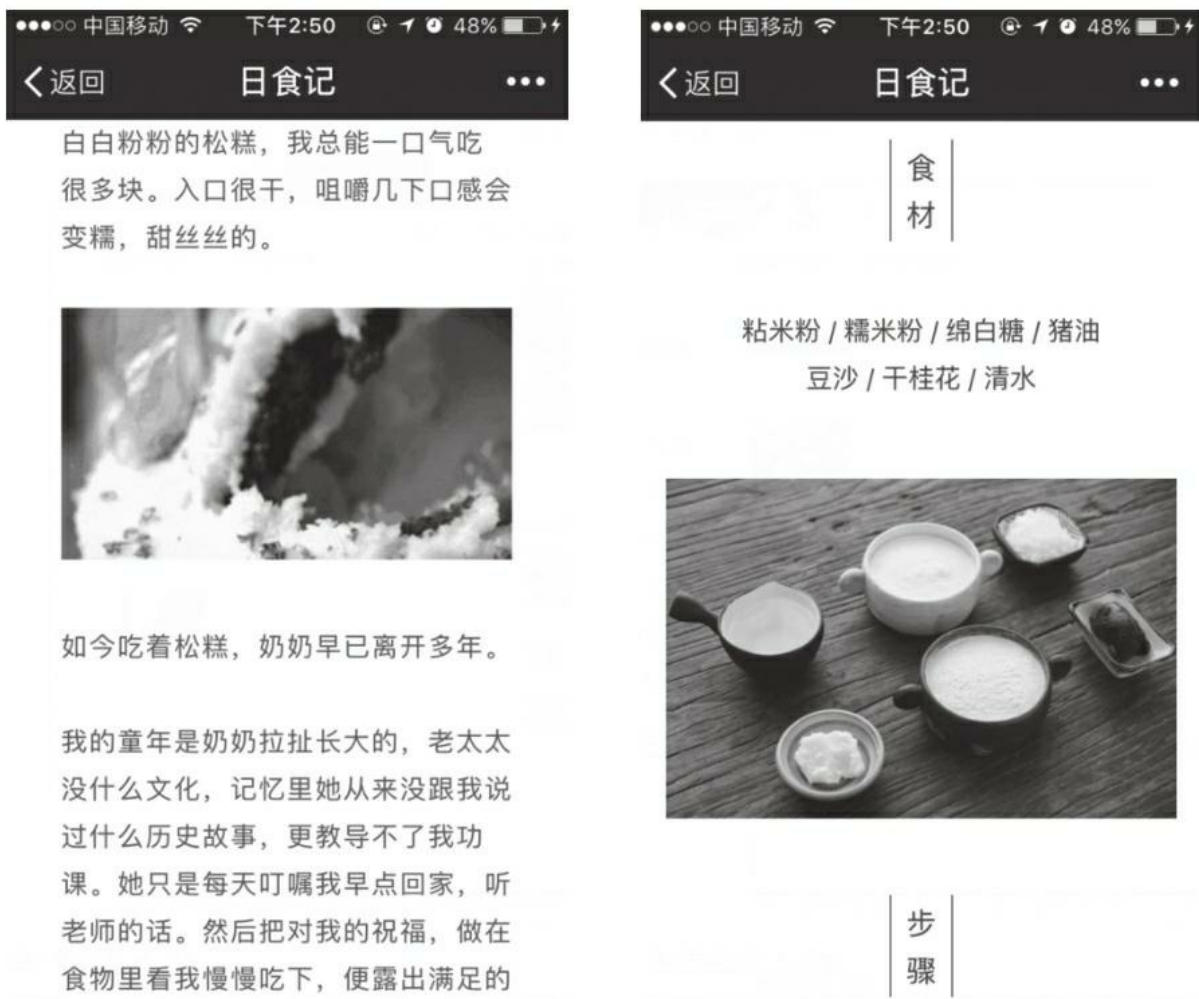 中国移动 下午2:50 48%
返回 日食记
白白粉粉的松糕，我总能一口气吃
很多块。入口很干，咀嚼几下口感会
变糯，甜丝丝的。
如今吃着松糕，奶奶早已离开多年。
我的童年是奶奶拉扯长大的，老太太
没什么文化，记忆里她从来没跟我说
过什么历史故事，更教导不了我功
课。她只是每天叮嘱我早点回家，听
老师的话。然后把对我的祝福，做在
食物里看我慢慢吃下，便露出满足的
中国移动 下午2:50 48%
返回 日食记
食
材
粘米粉 / 糯米粉 / 绵白糖 / 猪油
豆沙 / 干桂花 / 清水
步
骤